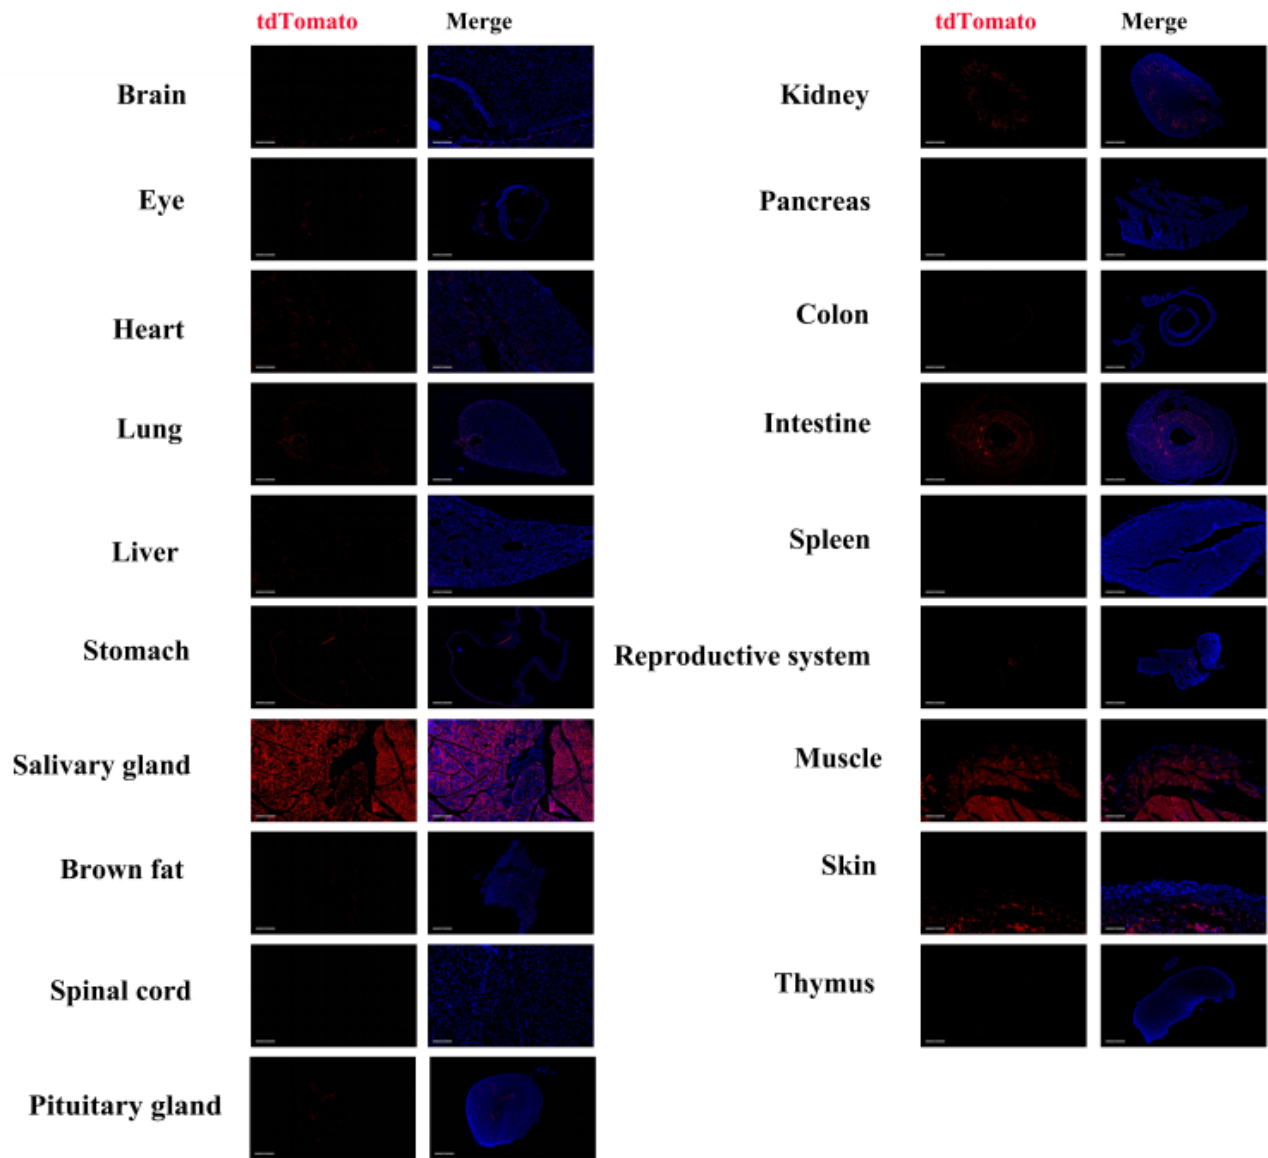 tdTomato Merge tdTomato Merge
Brain
Eye
Heart
Lung
Liver
Stomach
Salivary gland
Brown fat
Spinal cord
Pituitary gland
Kidney
Pancreas
Colon
Intestine
Spleen
Reproductive system
Muscle
Skin
Thymus